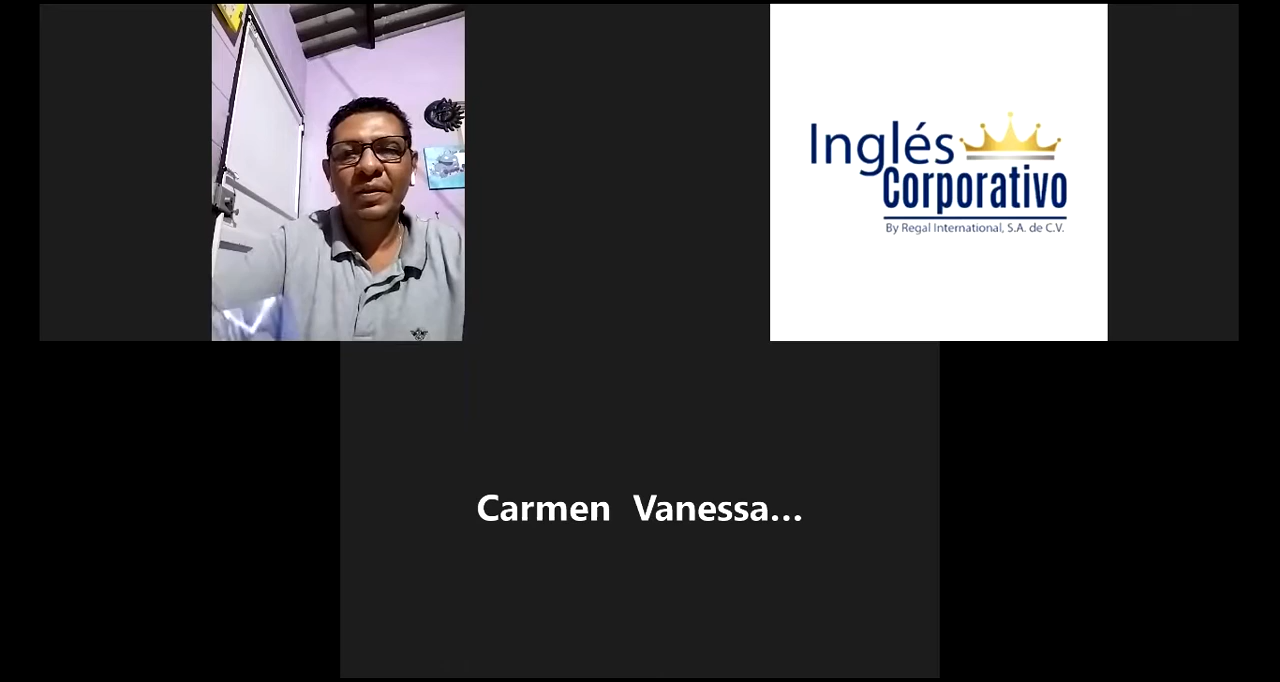 Inglés
Corporativo
By Regal International, S.A. de C.V.
Carmen Vanessa...